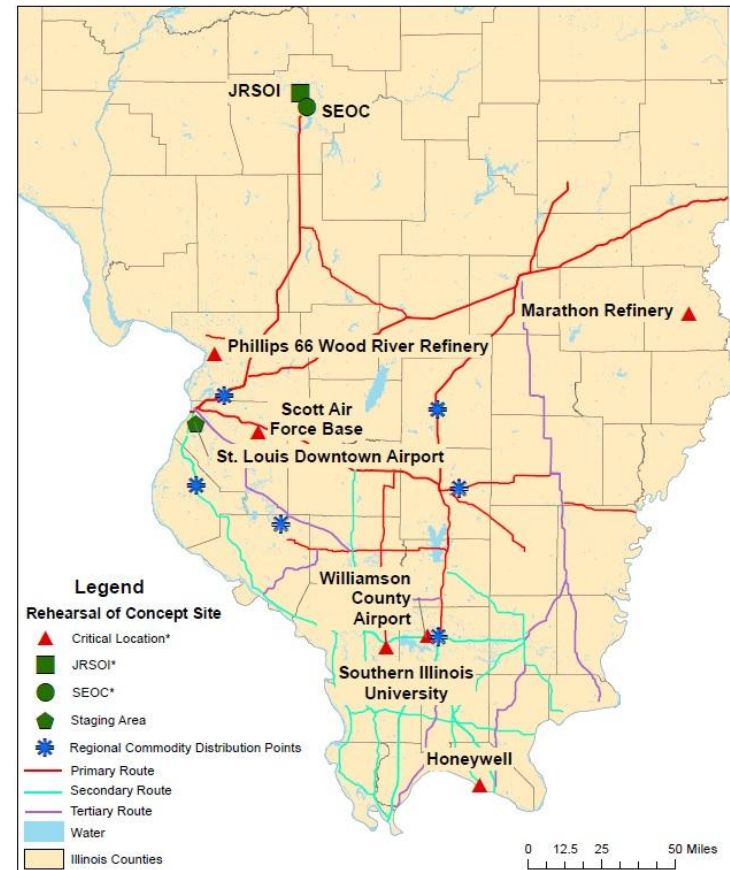 JRSOI
SEOC
Marathon Refinery
Phillips 66 Wood River Refinery
Scott Air
Force Base
St. Louis Downtown Airport
Williamson
County
Airport
Southern Illinois
University
Honeywell
Legend
Rehearsal of Concept Site
Critical Location*
JRSOI*
SEOC*
Staging Area
Regional Commodity Distribution Points
Primary Route
Secondary Route
Tertiary Route
Water
Illinois Counties
0 12.5 25 50 Miles